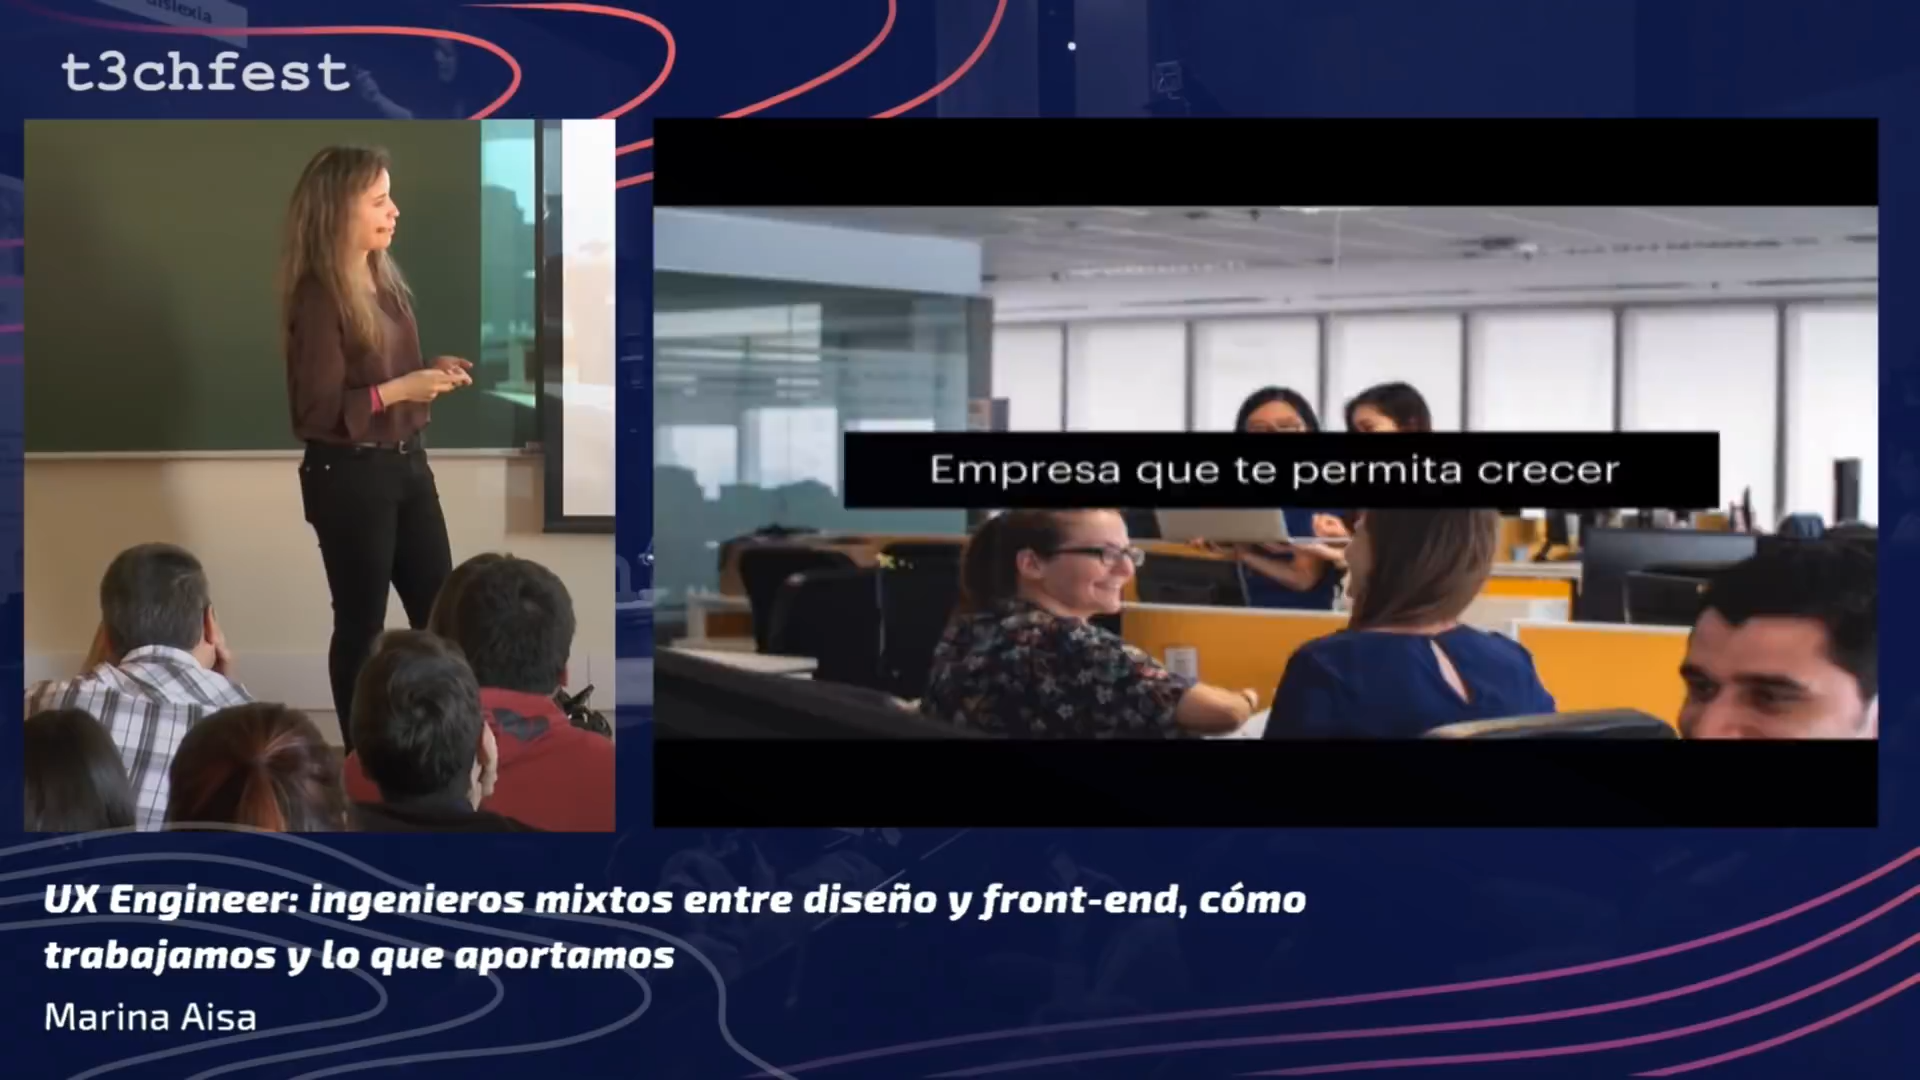 dislexia
t3chfest
Empresa que te permita crecer
UX Engineer: ingenieros mixtos entre diseño y front-end, cómo
trabajamos y lo que aportamos
Marina Aisa